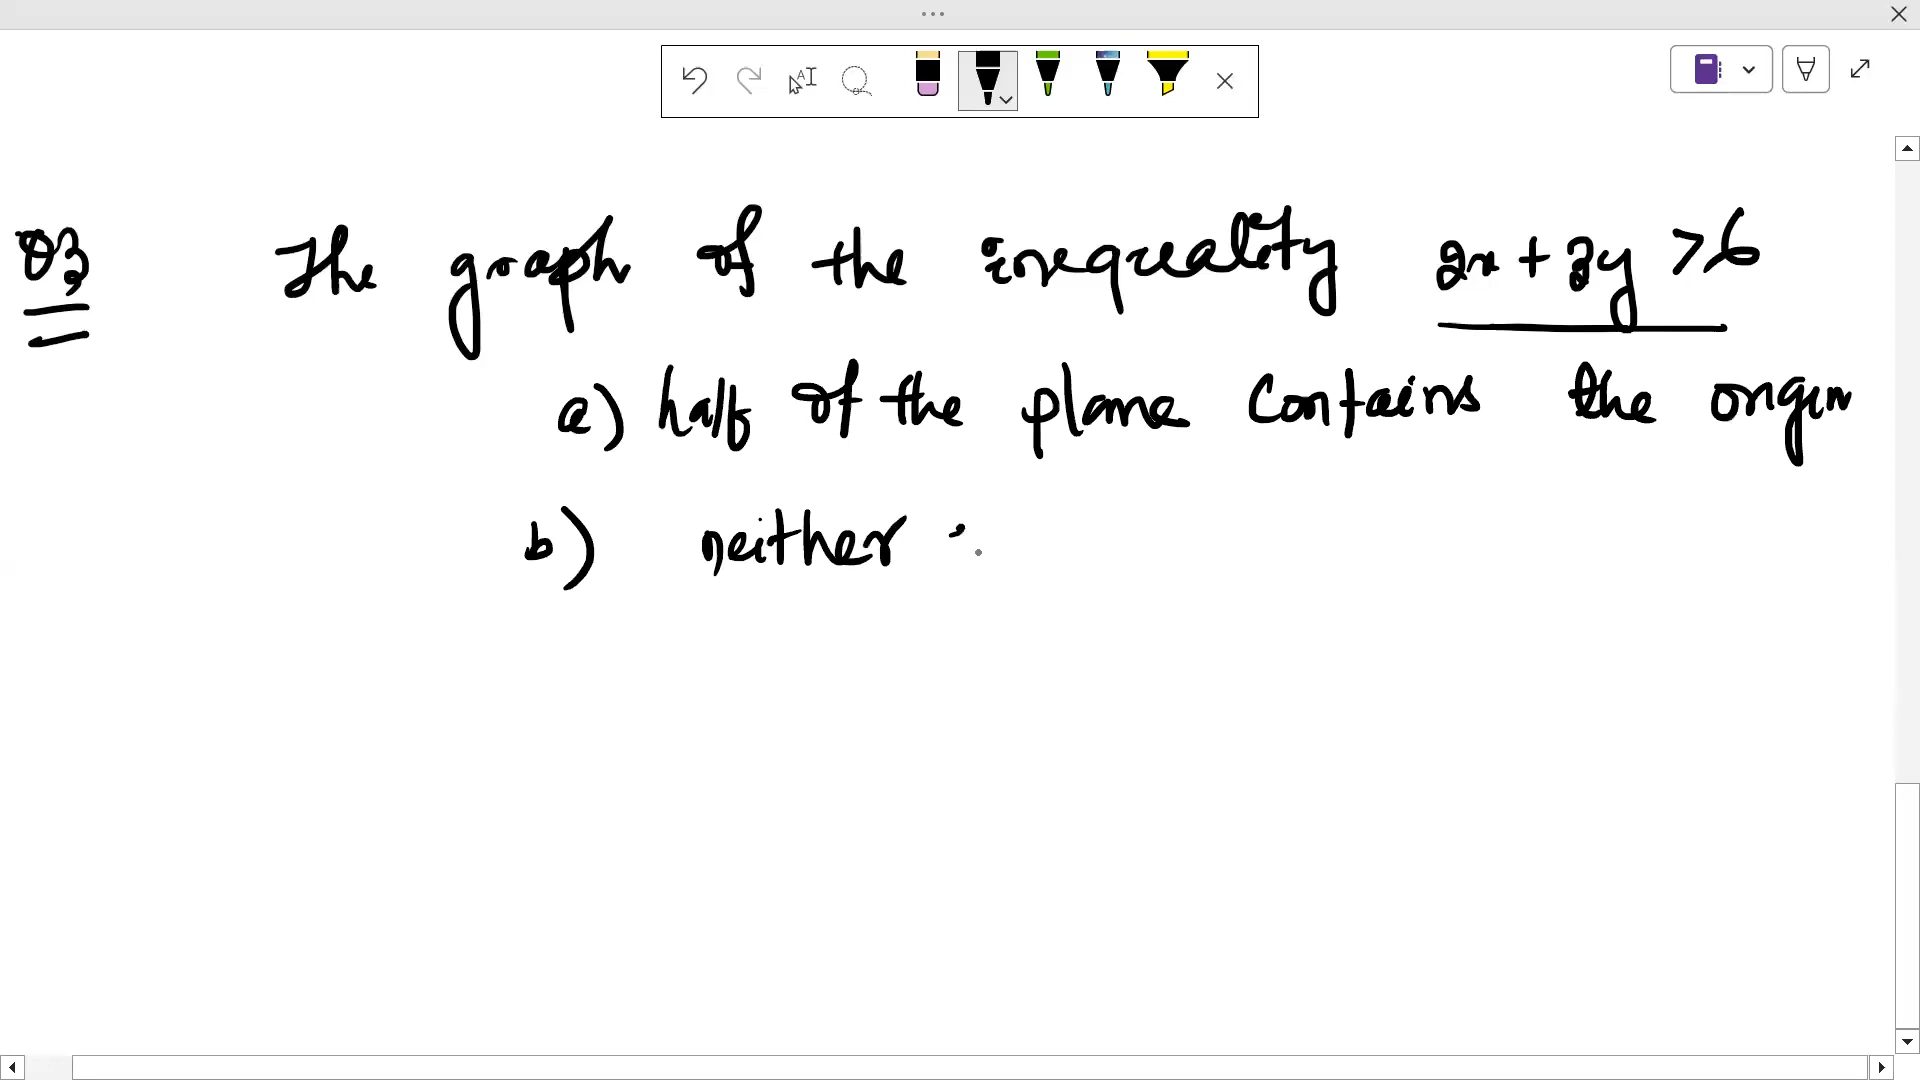 Q3 The graph of the inequality 2x + 3y > 6
a) half of the plane contains the origin
b) neither